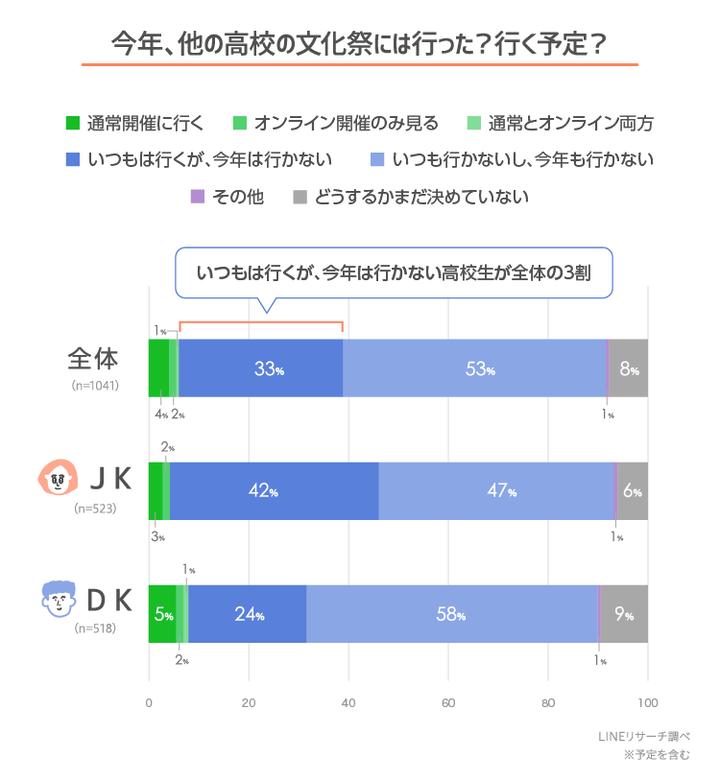 今年、他の高校の文化祭には行った？行く予定？
通常開催に行く オンライン開催のみ見る 通常とオンライン両方
いつもは行くが、今年は行かない いつも行かないし、今年も行かない
その他 どうするかまだ決めていない
いつもは行くが、今年は行かない高校生が全体の3割
1%
全体
(n=1041)
33% 53% 8%
4% 2% 1%
2%
JK
(n=523)
42% 47% 6%
3% 1%
1%
DK
(n=518)
5% 24% 58% 9%
2% 1%
0 20 40 60 80 100
LINEリサーチ調べ
※予定を含む